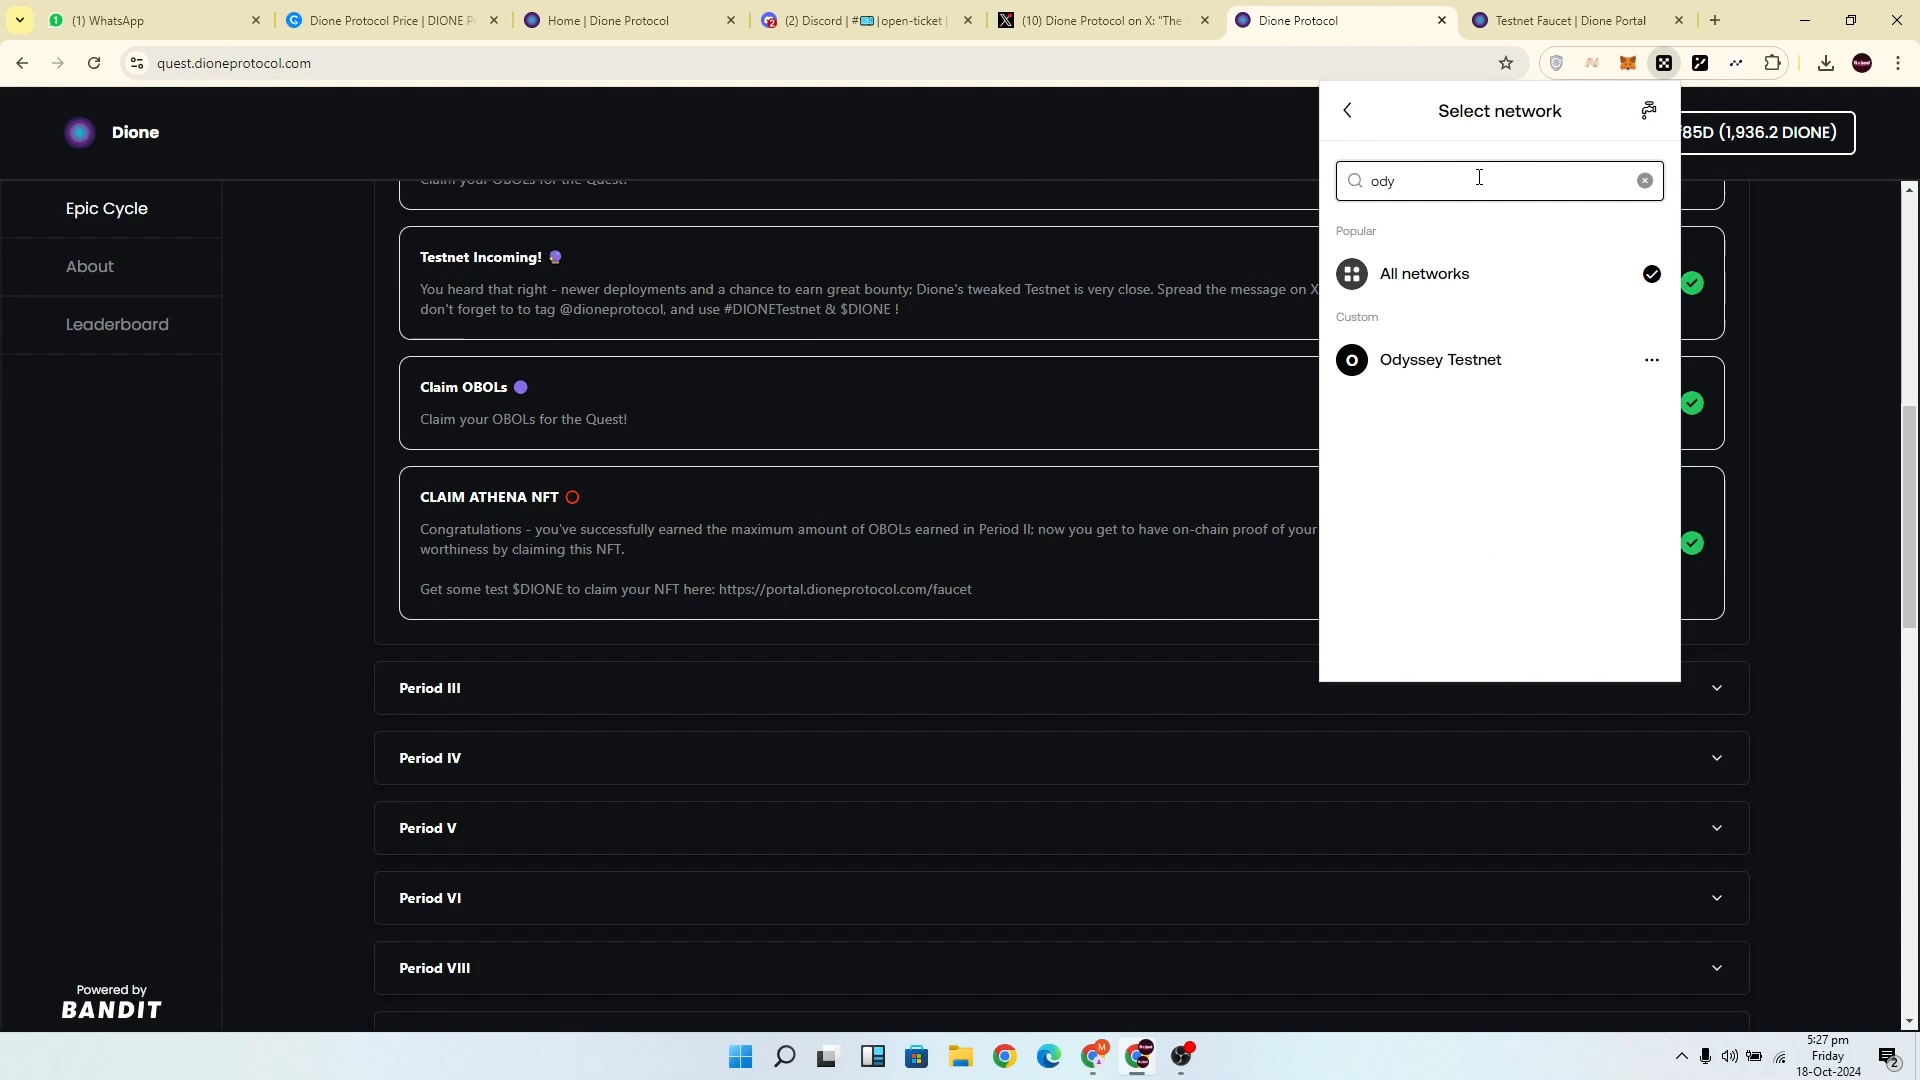 (1) WhatsApp
Dione Protocol Price | DIONE P
Home | Dione Protocol
(2) Discord | # |open-ticket |
(10) Dione Protocol on X: "The
Dione Protocol
Testnet Faucet | Dione Portal
quest.dioneprotocol.com
Dione
85D (1,936.2 DIONE)
Select network
ody
Popular
All networks
Custom
Odyssey Testnet
Epic Cycle
About
Leaderboard
Claim your OBOLs for the Quest!
Testnet Incoming!
You heard that right - newer deployments and a chance to earn great bounty; Dione's tweaked Testnet is very close. Spread the message on X
don't forget to to tag @dioneprotocol, and use #DIONETestnet & $DIONE !
Claim OBOLs
Claim your OBOLs for the Quest!
CLAIM ATHENA NFT
Congratulations - you've successfully earned the maximum amount of OBOLs earned in Period II; now you get to have on-chain proof of your
worthiness by claiming this NFT.
Get some test $DIONE to claim your NFT here: https://portal.dioneprotocol.com/faucet
Period III
Period IV
Period V
Period VI
Period VIII
Powered by
BANDIT
5:27 pm
Friday
18-Oct-2024
2